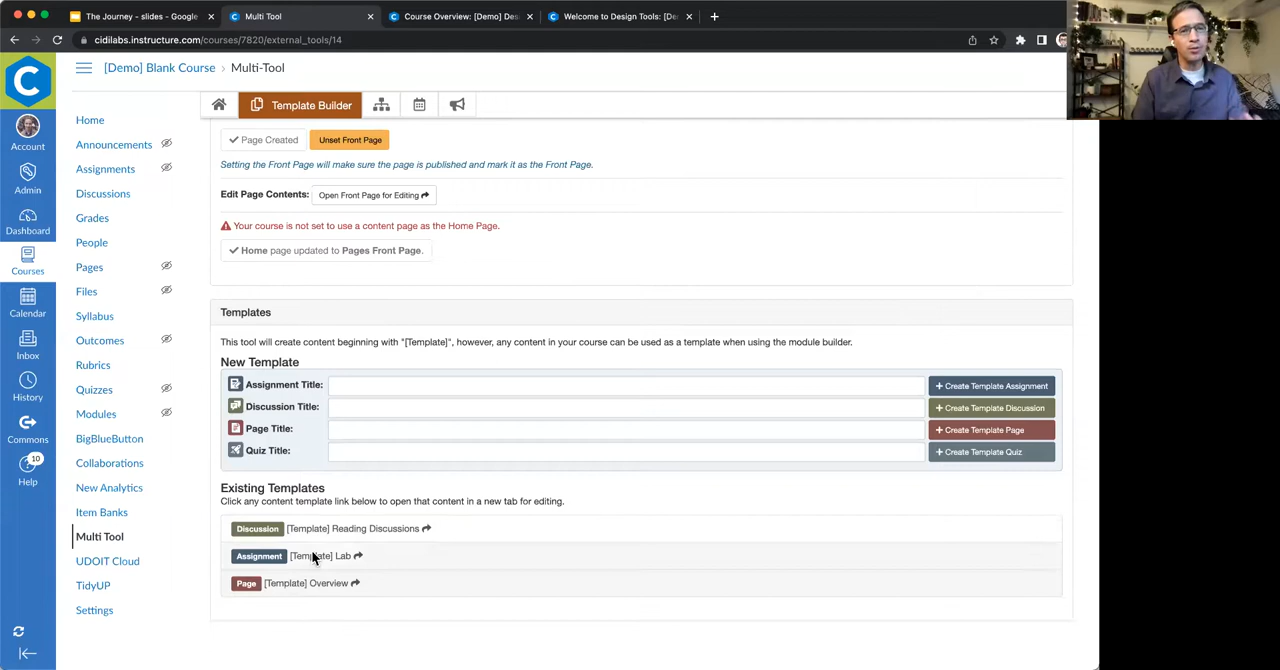 The Journey - slides - Google
Multi Tool
Course Overview: [Demo] Des
Welcome to Design Tools: [De
cidilabs.instructure.com/courses/7820/external_tools/14
[Demo] Blank Course › Multi-Tool
Template Builder
Account
Admin
Dashboard
Courses
Calendar
Inbox
History
Commons
10
Help
Home
Announcements
Assignments
Discussions
Grades
People
Pages
Files
Syllabus
Outcomes
Rubrics
Quizzes
Modules
BigBlueButton
Collaborations
New Analytics
Item Banks
Multi Tool
UDOIT Cloud
TidyUP
Settings
Page Created
Unset Front Page
Setting the Front Page will make sure the page is published and mark it as the Front Page.
Edit Page Contents: Open Front Page for Editing
Your course is not set to use a content page as the Home Page.
Home page updated to Pages Front Page.
Templates
This tool will create content beginning with "[Template]", however, any content in your course can be used as a template when using the module builder.
New Template
Assignment Title: + Create Template Assignment
Discussion Title: + Create Template Discussion
Page Title: + Create Template Page
Quiz Title: + Create Template Quiz
Existing Templates
Click any content template link below to open that content in a new tab for editing.
Discussion [Template] Reading Discussions
Assignment [Template] Lab
Page [Template] Overview